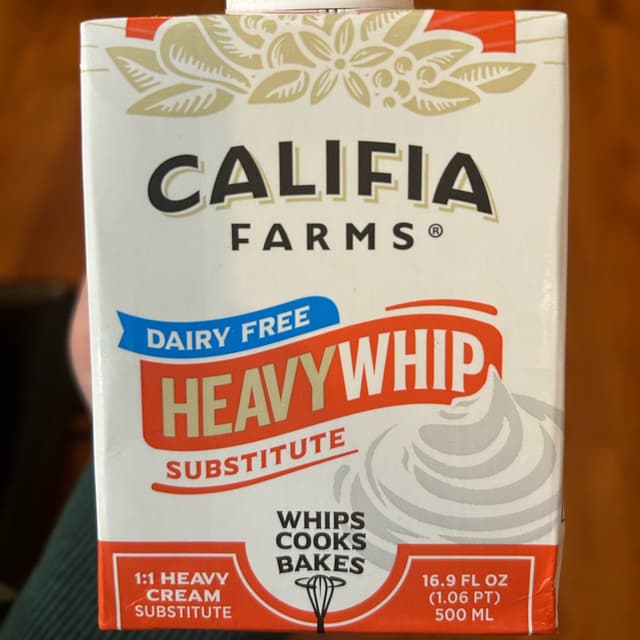 CALIFIA
FARMS®
DAIRY FREE
HEAVYWHIP
SUBSTITUTE
WHIPS
COOKS
BAKES
1:1 HEAVY
CREAM
SUBSTITUTE
16.9 FL OZ
(1.06 PT)
500 ML